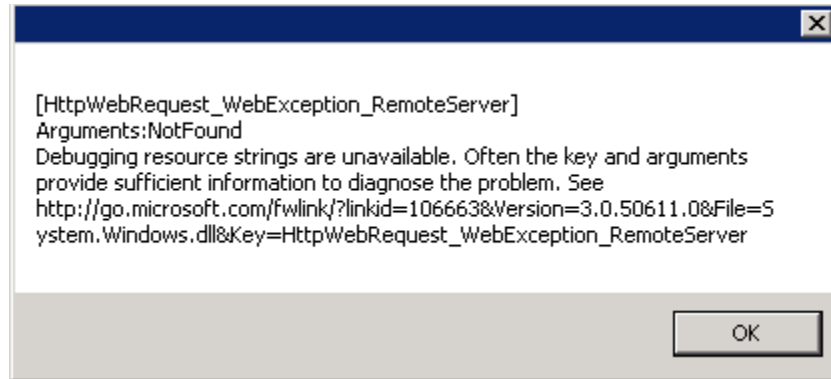 [HttpWebRequest_WebException_RemoteServer]
Arguments:NotFound
Debugging resource strings are unavailable. Often the key and arguments
provide sufficient information to diagnose the problem. See
http://go.microsoft.com/fwlink/?linkid=106663&Version=3.0.50611.0&File=S
ystem.Windows.dll&Key=HttpWebRequest_WebException_RemoteServer
OK